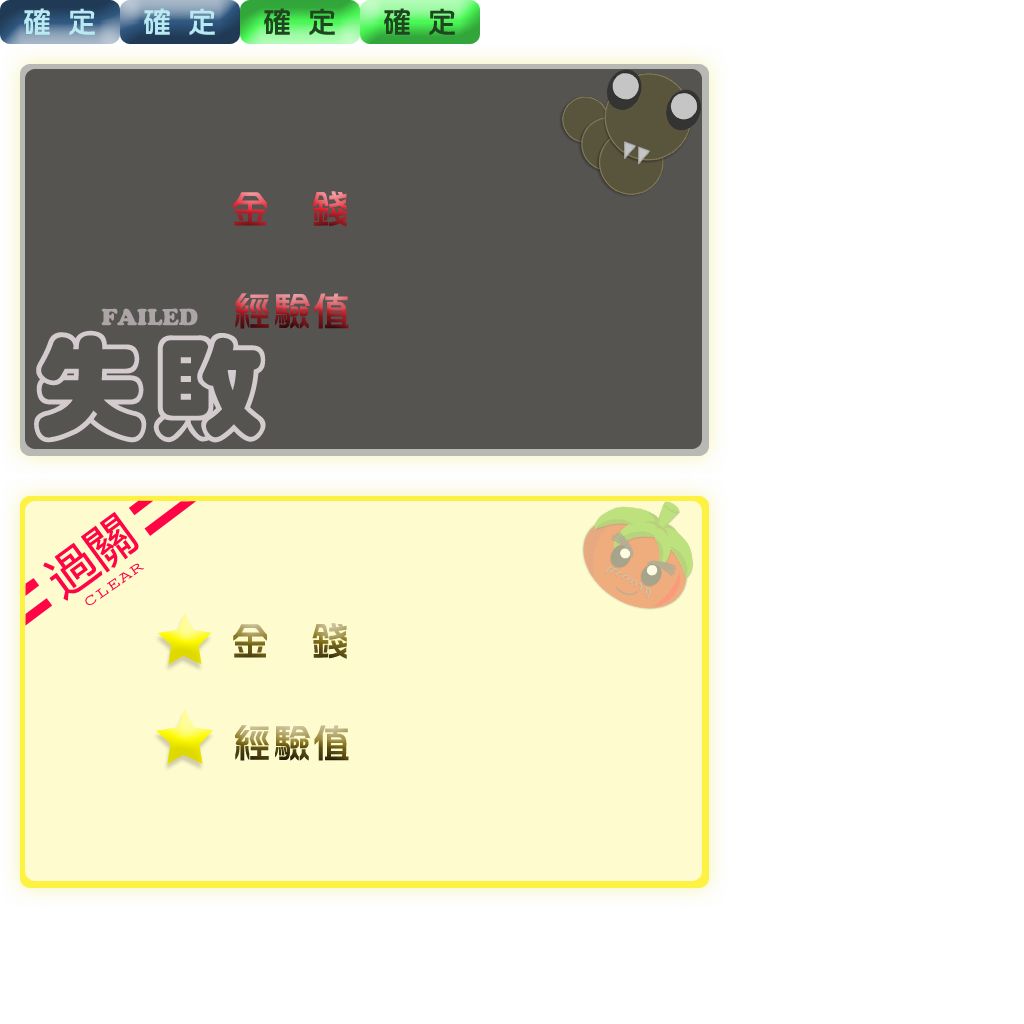 確 定 確 定 確 定 確 定
金 錢
經驗值
FAILED
失敗
過關
CLEAR
金 錢
經驗值